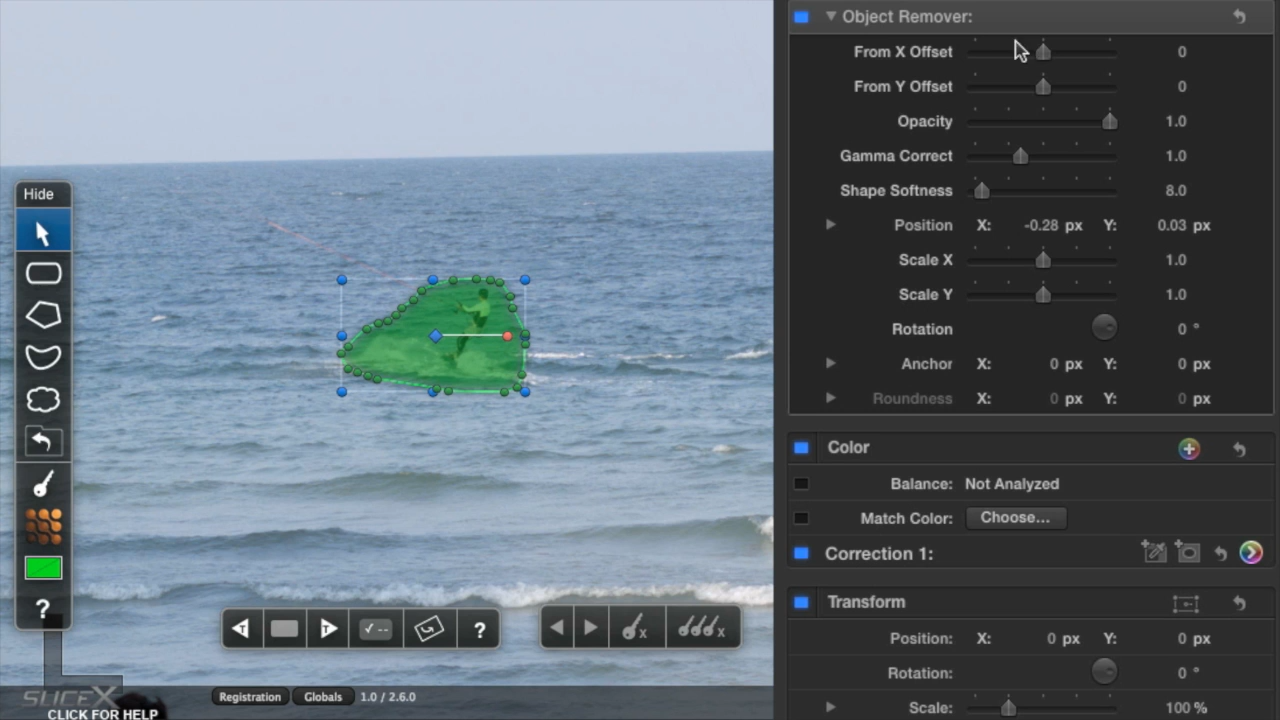 Hide
?
T
T
✓ --
?
x
x
SLICEX
CLICK FOR HELP
Registration
Globals
1.0 / 2.6.0
Object Remover:
From X Offset 0
From Y Offset 0
Opacity 1.0
Gamma Correct 1.0
Shape Softness 8.0
Position X: -0.28 px Y: 0.03 px
Scale X 1.0
Scale Y 1.0
Rotation 0 °
Anchor X: 0 px Y: 0 px
Roundness X: 0 px Y: 0 px
Color
Balance: Not Analyzed
Match Color: Choose...
Correction 1:
Transform
Position: X: 0 px Y: 0 px
Rotation: 0 °
Scale: 100 %